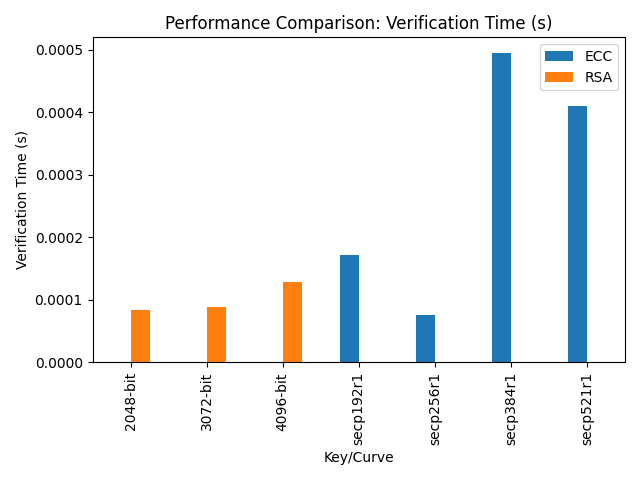 Performance Comparison: Verification Time (s)
ECC
RSA
Verification Time (s)
0.0005
0.0004
0.0003
0.0002
0.0001
0.0000
2048-bit
3072-bit
4096-bit
secp192r1
secp256r1
secp384r1
secp521r1
Key/Curve